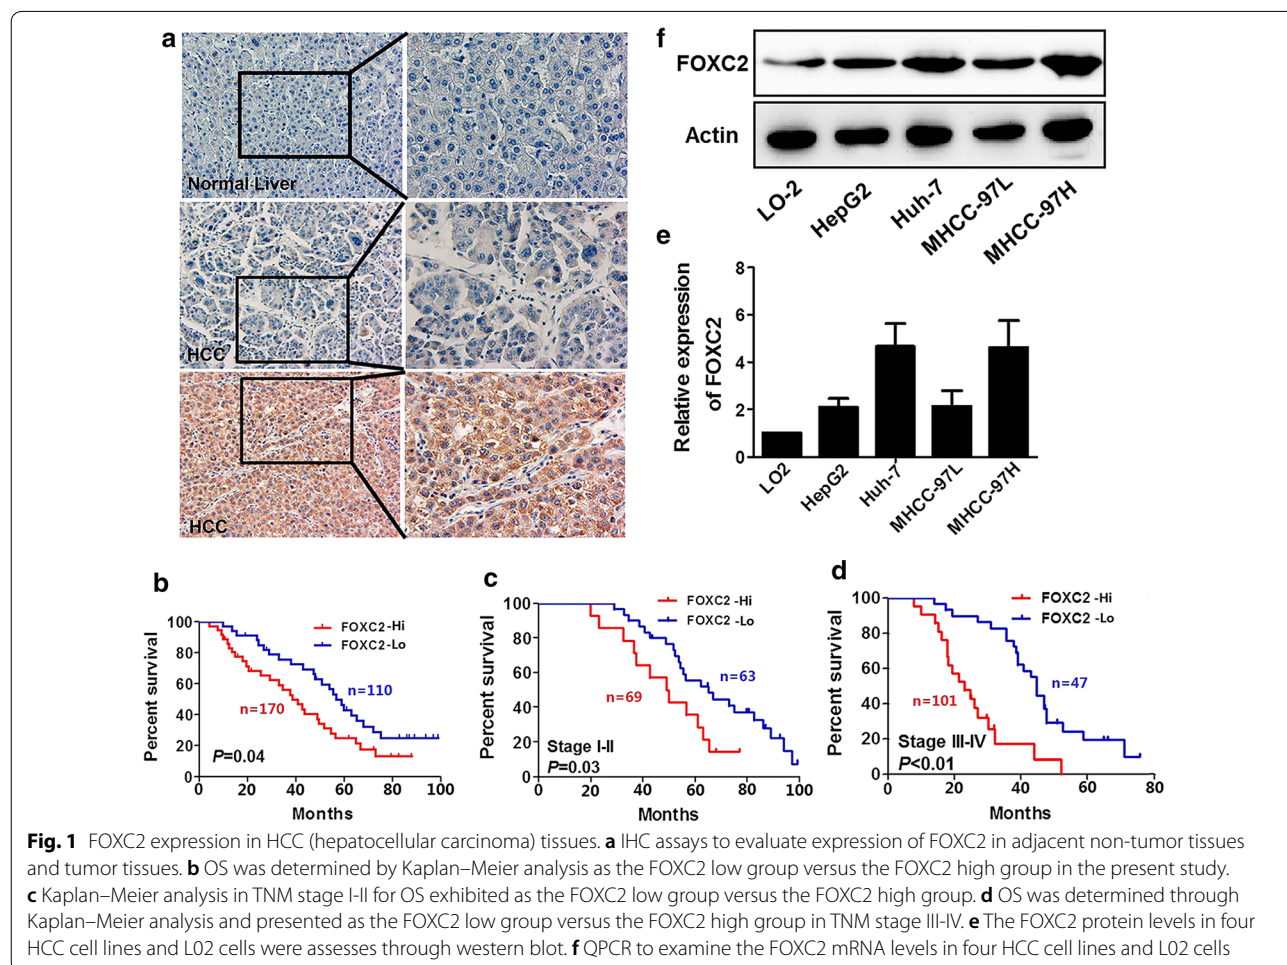 a
Normal Liver
HCC
HCC
f
FOXC2
Actin
LO-2
HepG2
Huh-7
MHCC-97L
MHCC-97H
e
Relative expression
of FOXC2
8
6
4
2
0
LO2
HepG2
Huh-7
MHCC-97L
MHCC-97H
b
Percent survival
100
80
60
40
20
0
FOXC2-Hi
FOXC2-Lo
n=110
n=170
P=0.04
0 20 40 60 80 100
Months
c
Percent survival
100
80
60
40
20
0
FOXC2 -Hi
FOXC2 -Lo
n=63
n=69
Stage I-II
P=0.03
0 20 40 60 80 100
Months
d
Percent survival
100
80
60
40
20
0
FOXC2 -Hi
FOXC2 -Lo
n=47
n=101
Stage III-IV
P<0.01
0 20 40 60 80
Months
Fig. 1 FOXC2 expression in HCC (hepatocellular carcinoma) tissues. a IHC assays to evaluate expression of FOXC2 in adjacent non-tumor tissues
and tumor tissues. b OS was determined by Kaplan–Meier analysis as the FOXC2 low group versus the FOXC2 high group in the present study.
c Kaplan–Meier analysis in TNM stage I-II for OS exhibited as the FOXC2 low group versus the FOXC2 high group. d OS was determined through
Kaplan–Meier analysis and presented as the FOXC2 low group versus the FOXC2 high group in TNM stage III-IV. e The FOXC2 protein levels in four
HCC cell lines and L02 cells were assesses through western blot. f QPCR to examine the FOXC2 mRNA levels in four HCC cell lines and L02 cells